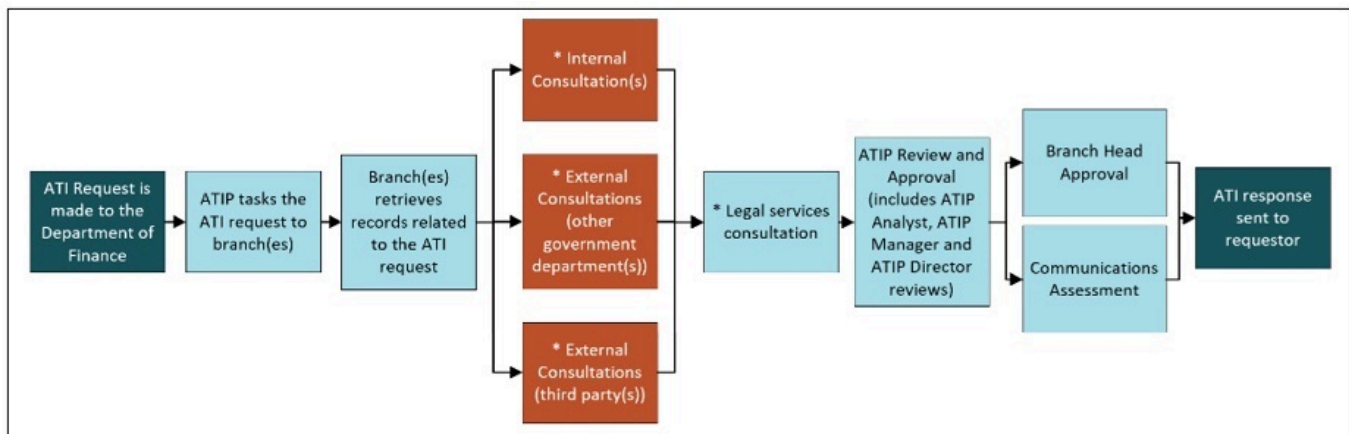 ATI Request is
made to the
Department of
Finance
ATIP tasks the
ATI request to
branch(es)
Branch(es)
retrieves
records related
to the ATI
request
* Internal
Consultation(s)
* External
Consultations
(other
government
department(s))
* External
Consultations
(third party(s))
* Legal services
consultation
ATIP Review and
Approval
(includes ATIP
Analyst, ATIP
Manager and
ATIP Director
reviews)
Branch Head
Approval
Communications
Assessment
ATI response
sent to
requestor